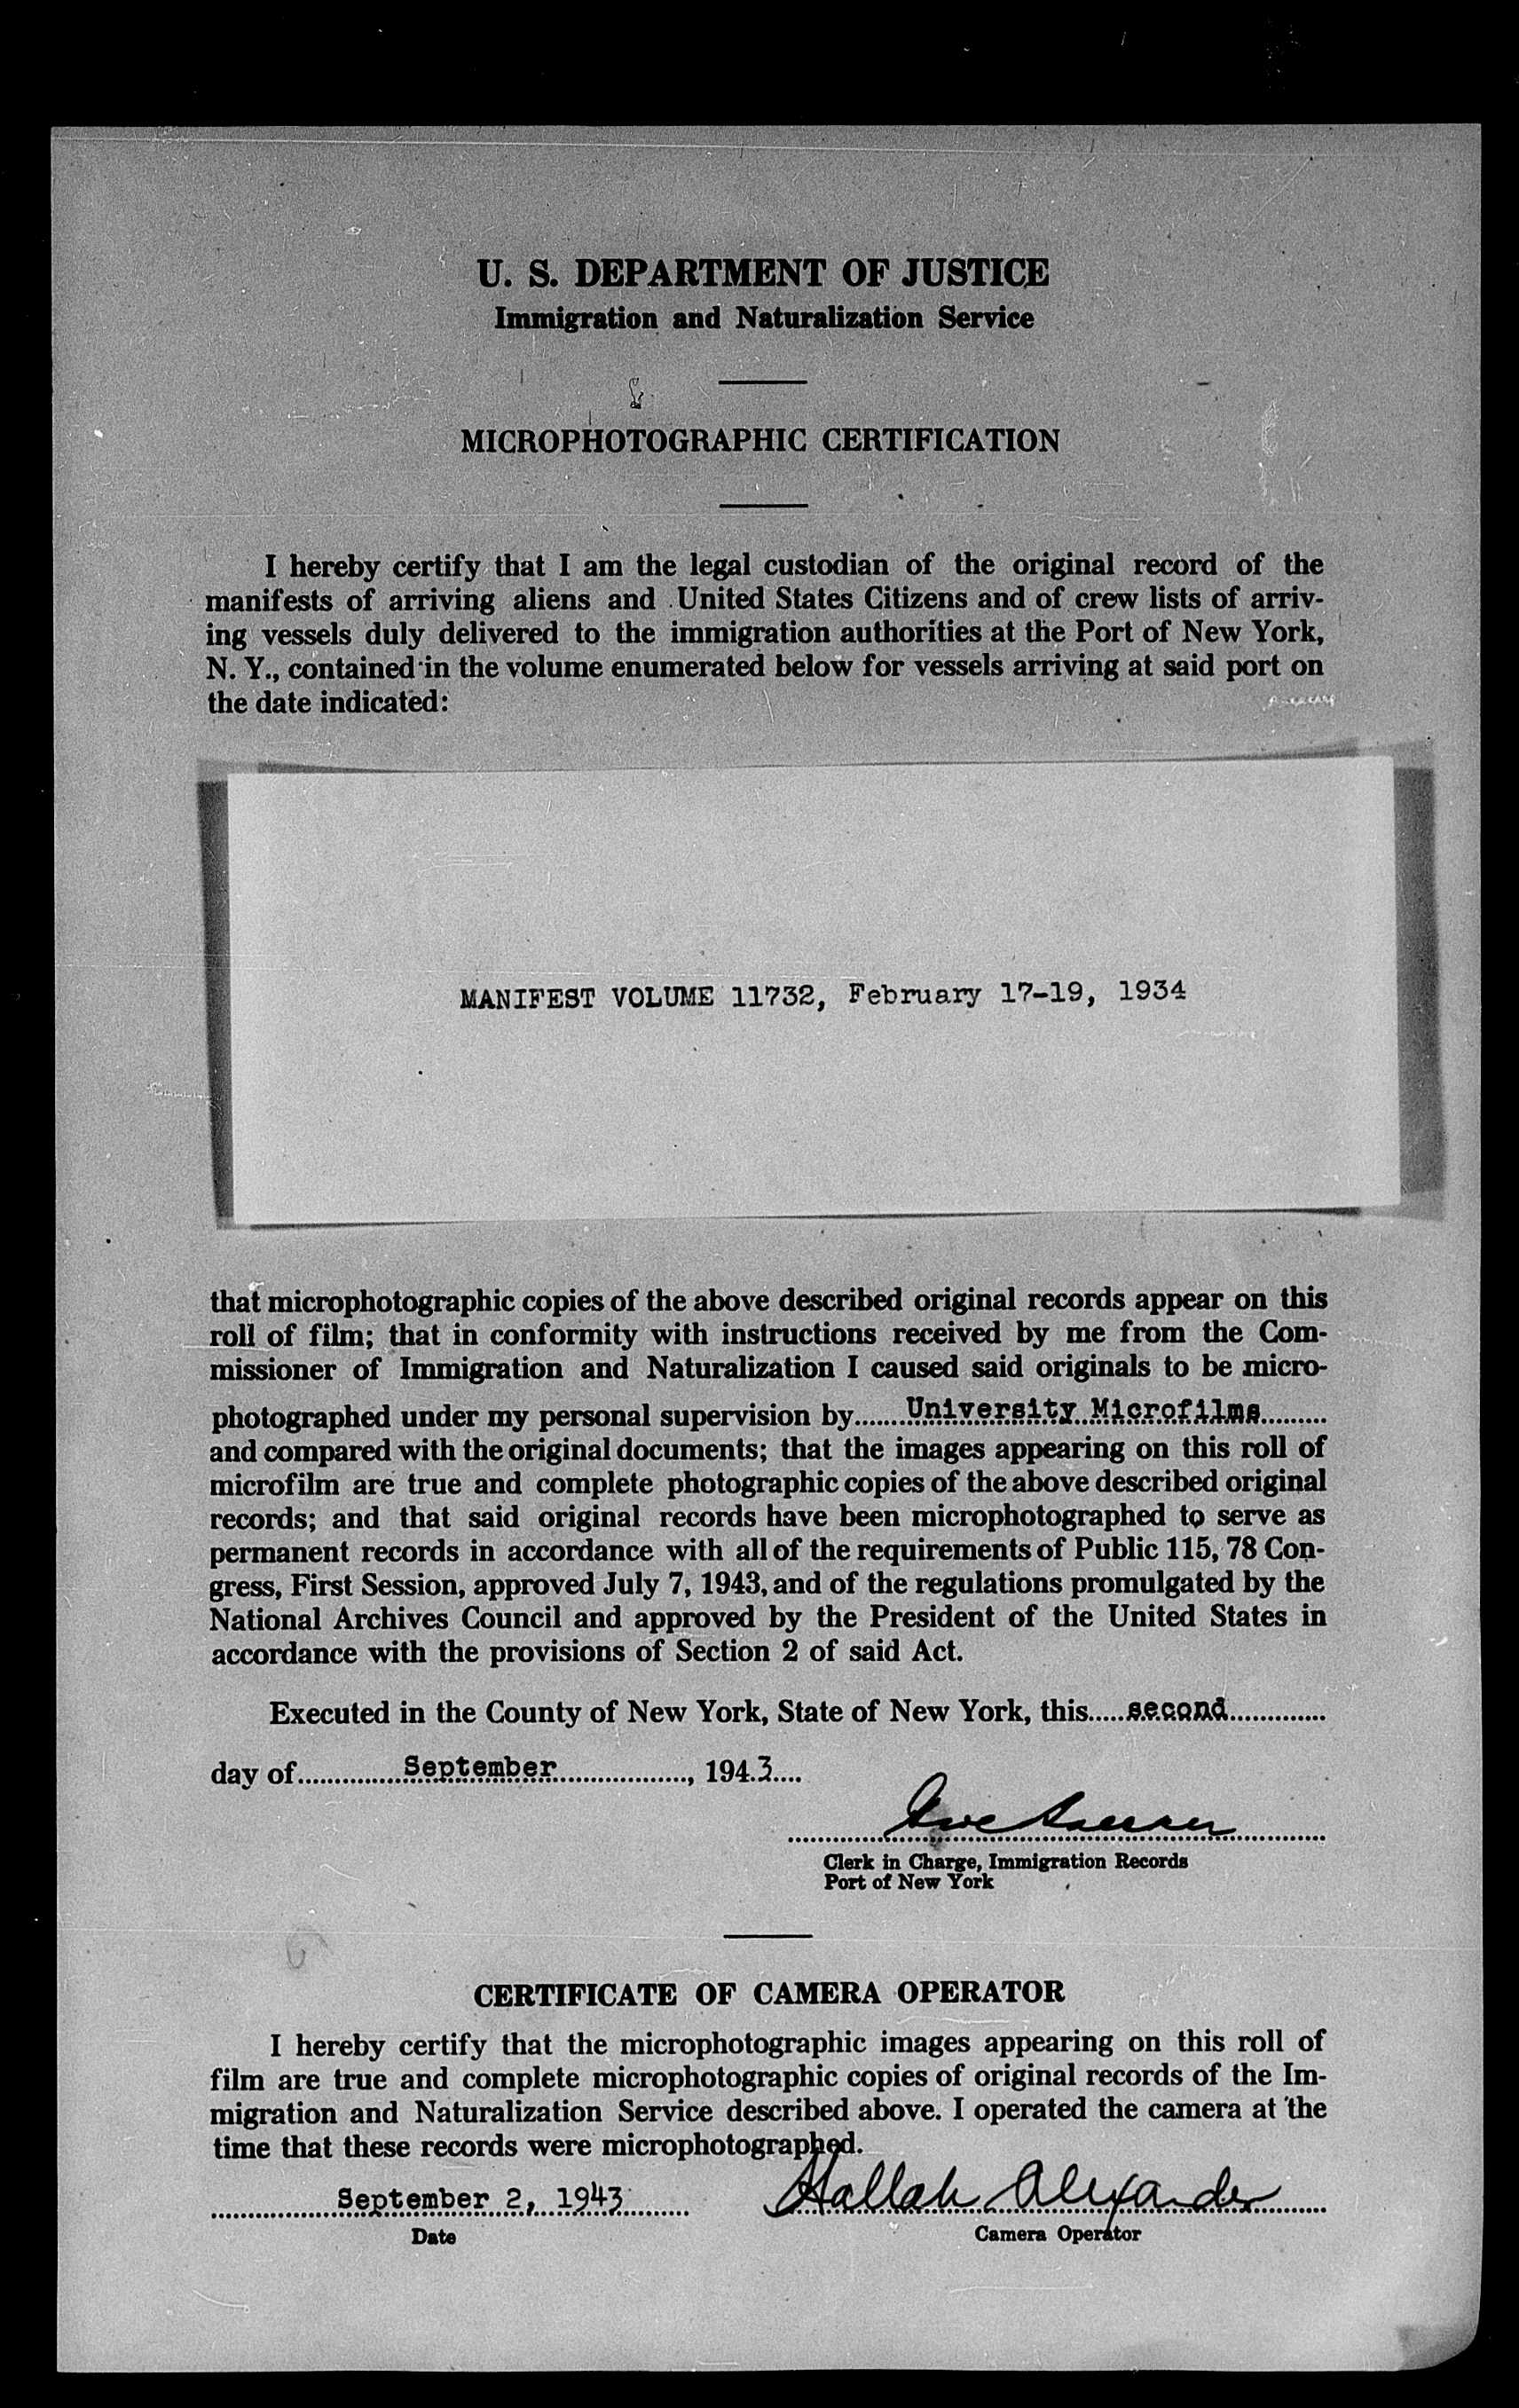 U. S. DEPARTMENT OF JUSTICE
Immigration and Naturalization Service
MICROPHOTOGRAPHIC CERTIFICATION
I hereby certify that I am the legal custodian of the original record of the
manifests of arriving aliens and United States Citizens and of crew lists of arriv-
ing vessels duly delivered to the immigration authorities at the Port of New York,
N. Y., contained in the volume enumerated below for vessels arriving at said port on
the date indicated:
MANIFEST VOLUME 11732, February 17-19, 1934
that microphotographic copies of the above described original records appear on this
roll of film; that in conformity with instructions received by me from the Com-
missioner of Immigration and Naturalization I caused said originals to be micro-
photographed under my personal supervision by University Microfilms
and compared with the original documents; that the images appearing on this roll of
microfilm are true and complete photographic copies of the above described original
records; and that said original records have been microphotographed to serve as
permanent records in accordance with all of the requirements of Public 115, 78 Con-
gress, First Session, approved July 7, 1943, and of the regulations promulgated by the
National Archives Council and approved by the President of the United States in
accordance with the provisions of Section 2 of said Act.
Executed in the County of New York, State of New York, this second
day of September, 1943
Clerk in Charge, Immigration Records
Port of New York
CERTIFICATE OF CAMERA OPERATOR
I hereby certify that the microphotographic images appearing on this roll of
film are true and complete microphotographic copies of original records of the Im-
migration and Naturalization Service described above. I operated the camera at the
time that these records were microphotographed.
September 2, 1943 Hallah Alexander
Date Camera Operator